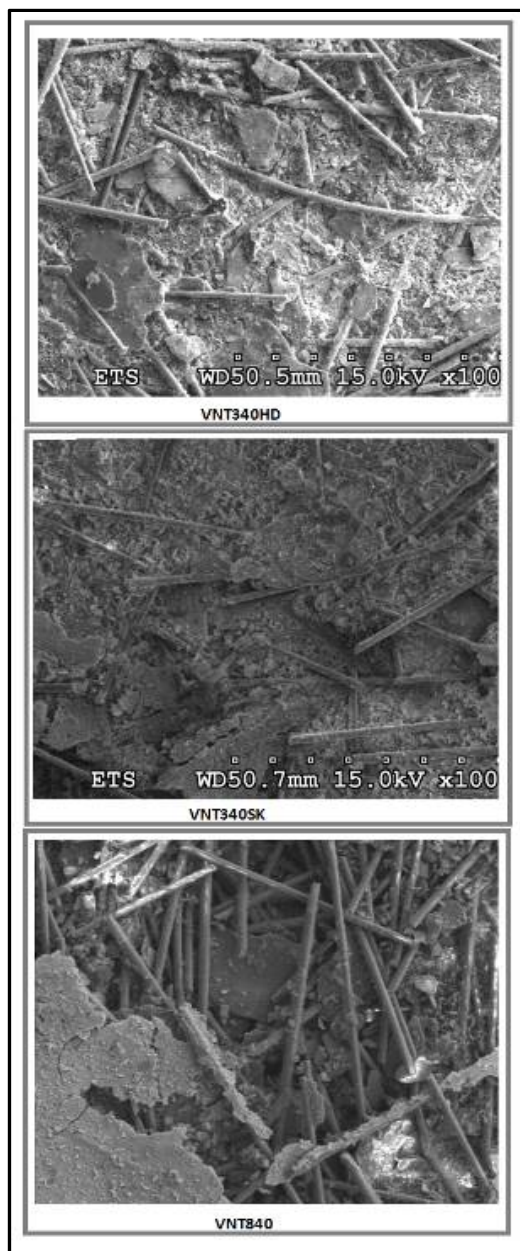 ETS WD50.5mm 15.0kV x100
VNT340HD
ETS WD50.7mm 15.0kV x100
VNT340SK
VNT840